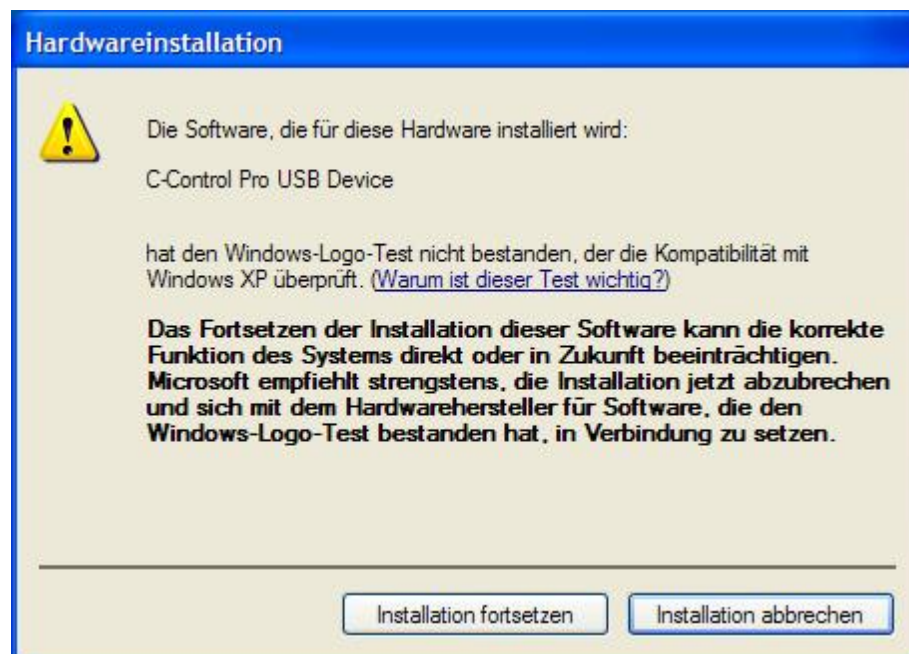 Hardwareinstallation
Die Software, die für diese Hardware installiert wird:
C-Control Pro USB Device
hat den Windows-Logo-Test nicht bestanden, der die Kompatibilität mit
Windows XP überprüft. (Warum ist dieser Test wichtig?)
Das Fortsetzen der Installation dieser Software kann die korrekte
Funktion des Systems direkt oder in Zukunft beeinträchtigen.
Microsoft empfiehlt strengstens, die Installation jetzt abzubrechen
und sich mit dem Hardwarehersteller für Software, die den
Windows-Logo-Test bestanden hat, in Verbindung zu setzen.
Installation fortsetzen Installation abbrechen